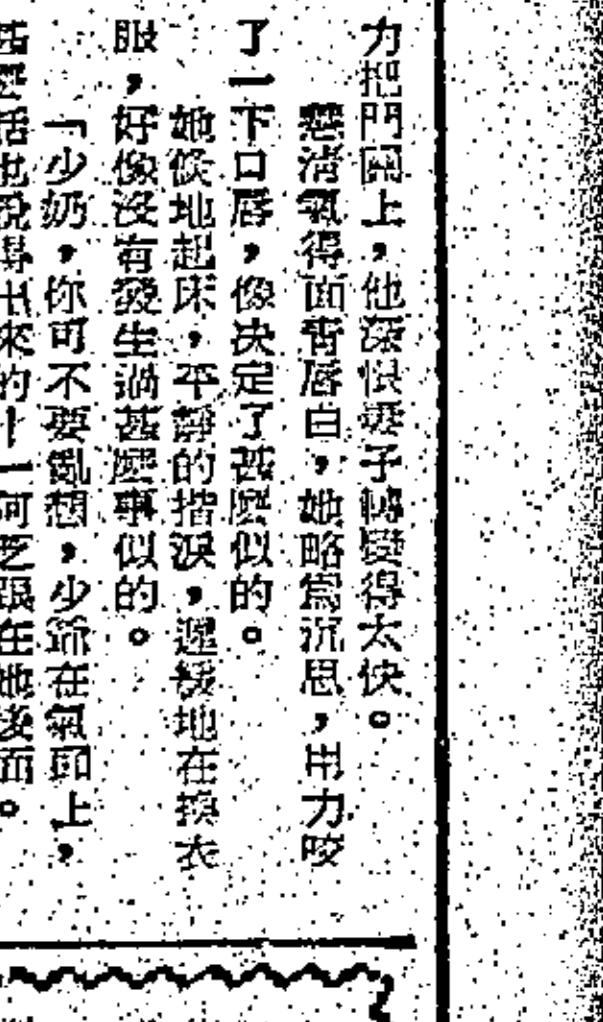 力把門關上，他深恨妻子轉變得太快。
清氣得面青唇白，她略為沉思，用力咬
了一下口唇，像決定了甚麼似的。
她倏地起床，平靜的揩淚，遲緩地在換衣
服，好像沒有發生過甚麼事似的。
「少奶，你可不要亂想，少爺在氣頭上，
話也說得出來的！」阿芝跟在她後面。